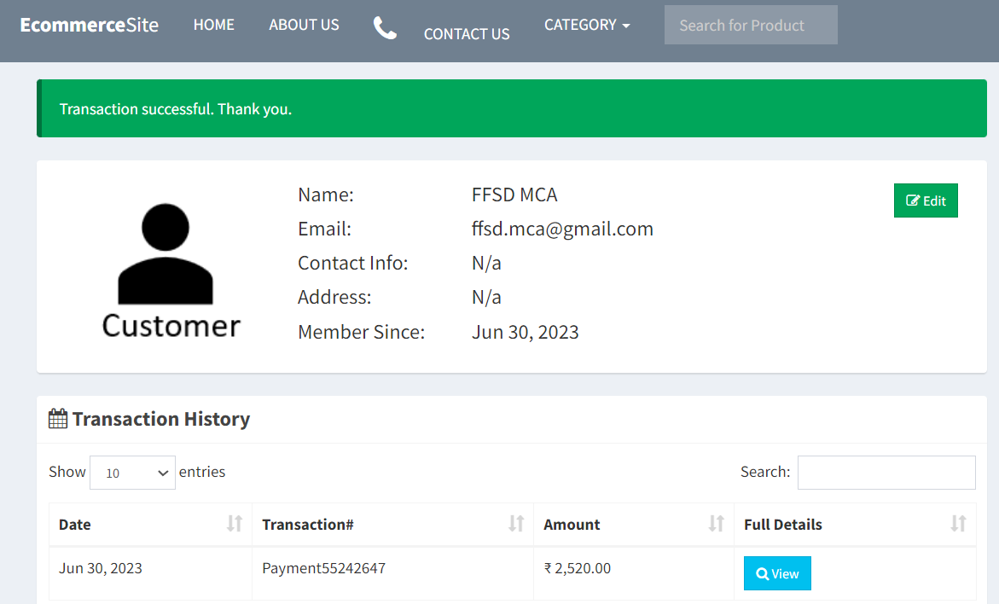 EcommerceSite HOME ABOUT US CONTACT US CATEGORY Search for Product
Transaction successful. Thank you.
Name: FFSD MCA
Edit
Email: ffsd.mca@gmail.com
Contact Info: N/a
Address: N/a
Customer
Member Since: Jun 30, 2023
Transaction History
Show 10 entries Search:
Date Transaction# Amount Full Details
Jun 30, 2023 Payment55242647 ₹ 2,520.00 View